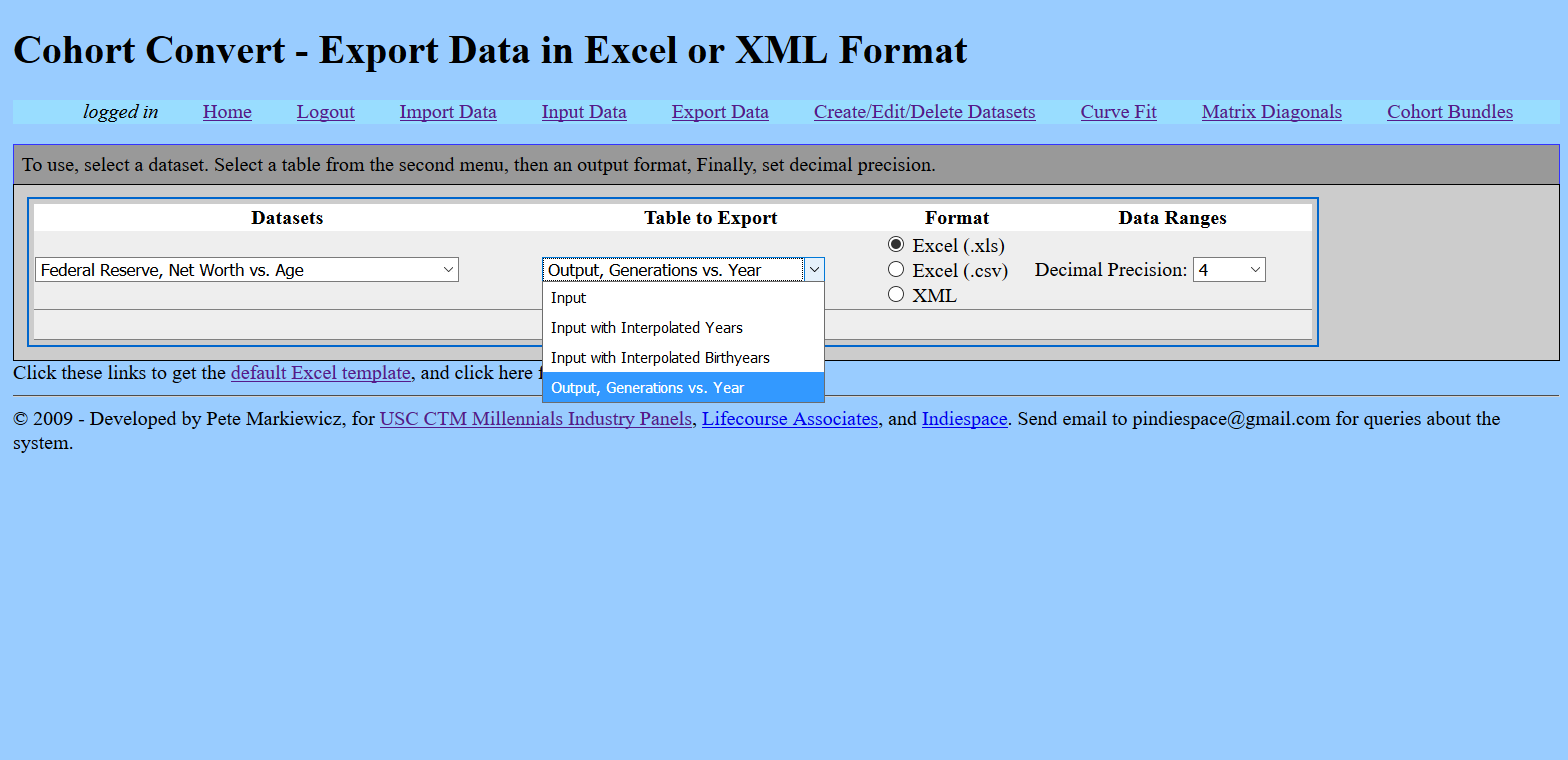 Cohort Convert - Export Data in Excel or XML Format
logged in Home Logout Import Data Input Data Export Data Create/Edit/Delete Datasets Curve Fit Matrix Diagonals Cohort Bundles
To use, select a dataset. Select a table from the second menu, then an output format, Finally, set decimal precision.
Datasets Table to Export Format Data Ranges
Excel (.xls)
Federal Reserve, Net Worth vs. Age Output, Generations vs. Year Excel (.csv) Decimal Precision: 4
XML
Input
Input with Interpolated Years
Input with Interpolated Birthyears
Output, Generations vs. Year
Click these links to get the default Excel template, and click here
© 2009 - Developed by Pete Markiewicz, for USC CTM Millennials Industry Panels, Lifecourse Associates, and Indiespace. Send email to pindiespace@gmail.com for queries about the
system.